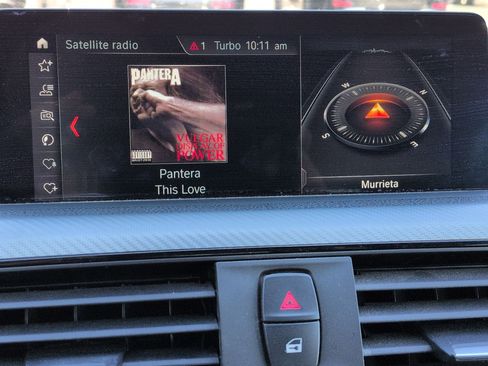 Satellite radio
1 Turbo 10:11 am
PANTERA
VULGAR
DISPLAY OF
POWER
Pantera
This Love
W
N
S
E
Murrieta